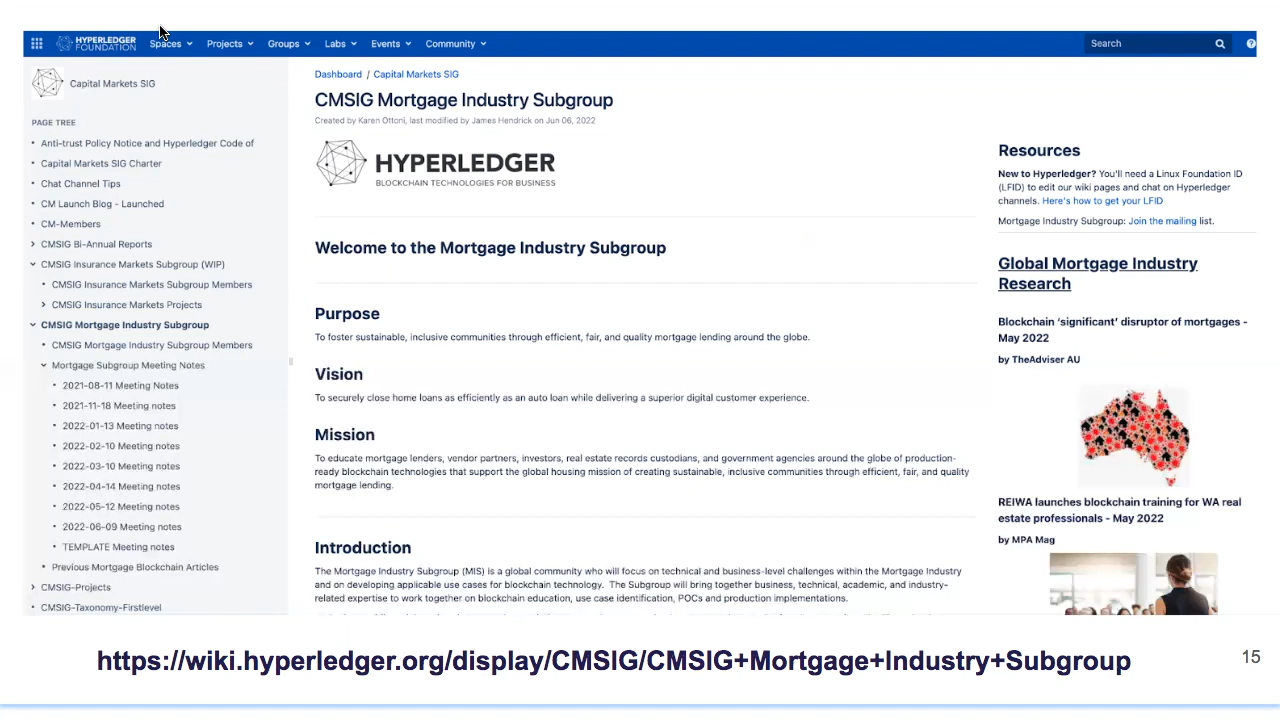 HYPERLEDGER
FOUNDATION
Spaces
Projects
Groups
Labs
Events
Community
Search
?
Capital Markets SIG
PAGE TREE
Anti-trust Policy Notice and Hyperledger Code of
Capital Markets SIG Charter
Chat Channel Tips
CM Launch Blog - Launched
CM-Members
CMSIG Bi-Annual Reports
CMSIG Insurance Markets Subgroup (WIP)
CMSIG Insurance Markets Subgroup Members
CMSIG Insurance Markets Projects
CMSIG Mortgage Industry Subgroup
CMSIG Mortgage Industry Subgroup Members
Mortgage Subgroup Meeting Notes
2021-08-11 Meeting Notes
2021-11-18 Meeting notes
2022-01-13 Meeting notes
2022-02-10 Meeting notes
2022-03-10 Meeting notes
2022-04-14 Meeting notes
2022-05-12 Meeting notes
2022-06-09 Meeting notes
TEMPLATE Meeting notes
Previous Mortgage Blockchain Articles
CMSIG-Projects
CMSIG-Taxonomy-Firstlevel
Dashboard / Capital Markets SIG
CMSIG Mortgage Industry Subgroup
Created by Karen Ottoni, last modified by James Hendrick on Jun 06, 2022
HYPERLEDGER
BLOCKCHAIN TECHNOLOGIES FOR BUSINESS
Welcome to the Mortgage Industry Subgroup
Purpose
To foster sustainable, inclusive communities through efficient, fair, and quality mortgage lending around the globe.
Vision
To securely close home loans as efficiently as an auto loan while delivering a superior digital customer experience.
Mission
To educate mortgage lenders, vendor partners, investors, real estate records custodians, and government agencies around the globe of production-
ready blockchain technologies that support the global housing mission of creating sustainable, inclusive communities through efficient, fair, and quality
mortgage lending.
Introduction
The Mortgage Industry Subgroup (MIS) is a global community who will focus on technical and business-level challenges within the Mortgage Industry
and on developing applicable use cases for blockchain technology. The Subgroup will bring together business, technical, academic, and industry-
related expertise to work together on blockchain education, use case identification, POCs and production implementations.
Resources
New to Hyperledger? You'll need a Linux Foundation ID
(LFID) to edit our wiki pages and chat on Hyperledger
channels. Here's how to get your LFID
Mortgage Industry Subgroup: Join the mailing list.
Global Mortgage Industry
Research
Blockchain ‘significant’ disruptor of mortgages -
May 2022
by TheAdviser AU
REIWA launches blockchain training for WA real
estate professionals - May 2022
by MPA Mag
https://wiki.hyperledger.org/display/CMSIG/CMSIG+Mortgage+Industry+Subgroup
15